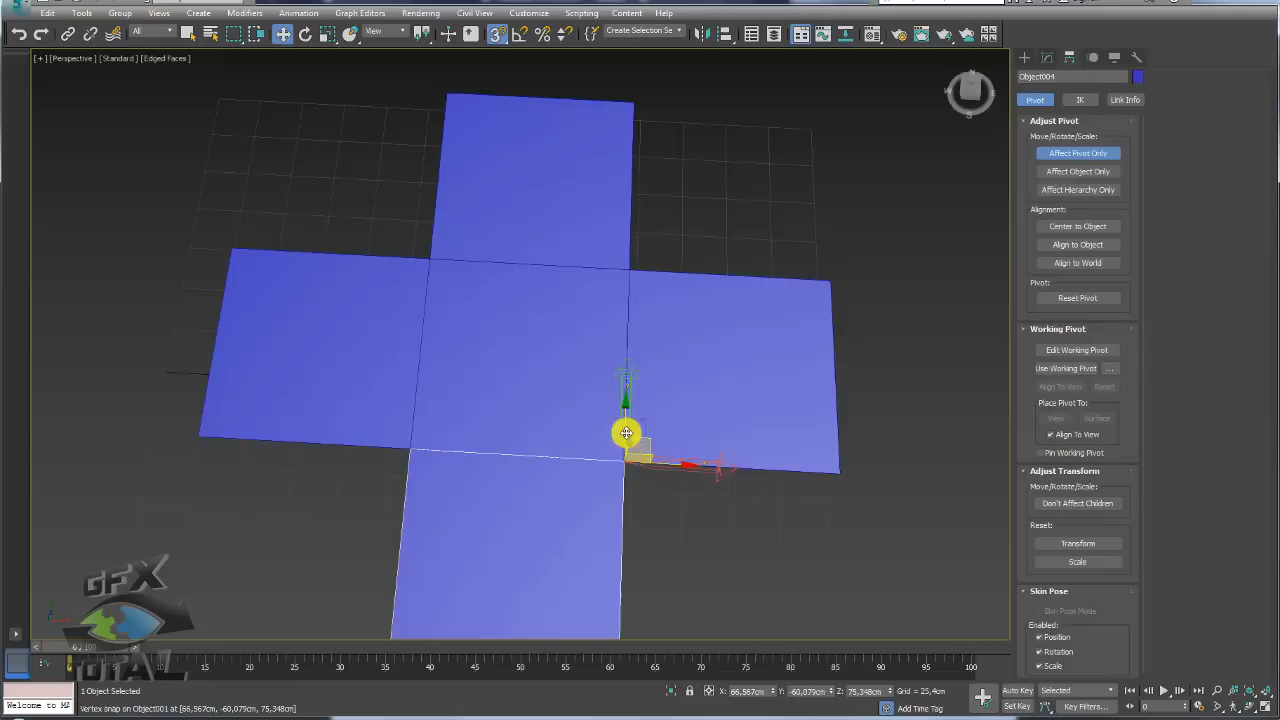 Edit Tools Group Views Create Modifiers Animation Graph Editors Rendering Civil View Customize Scripting Content Help
All View Create Selection Se
[+] [Perspective] [Standard] [Edged Faces]
N
W E
S
GFX
TOTAL
Object004
Pivot IK Link Info
Adjust Pivot
Move/Rotate/Scale:
Affect Pivot Only
Affect Object Only
Affect Hierarchy Only
Alignment:
Center to Object
Align to Object
Align to World
Pivot:
Reset Pivot
Working Pivot
Edit Working Pivot
Use Working Pivot ...
Align To View Reset
Place Pivot To:
View Surface
Align To View
Pin Working Pivot
Adjust Transform
Move/Rotate/Scale:
Don't Affect Children
Reset:
Transform
Scale
Skin Pose
Skin Pose Mode
Enabled:
Position
Rotation
Scale
0 / 100
5 10 15 20 25 30 35 40 45 50 55 60 65 70 75 80 85 90 95 100
1 Object Selected X: 66,567cm Y: -60,079cm Z: 75,348cm Grid = 25,4cm Auto Key Selected
Welcome to MA Vertex snap on Object001 at [66,567cm, -60,079cm, 75,348cm] Add Time Tag Set Key Key Filters... 0